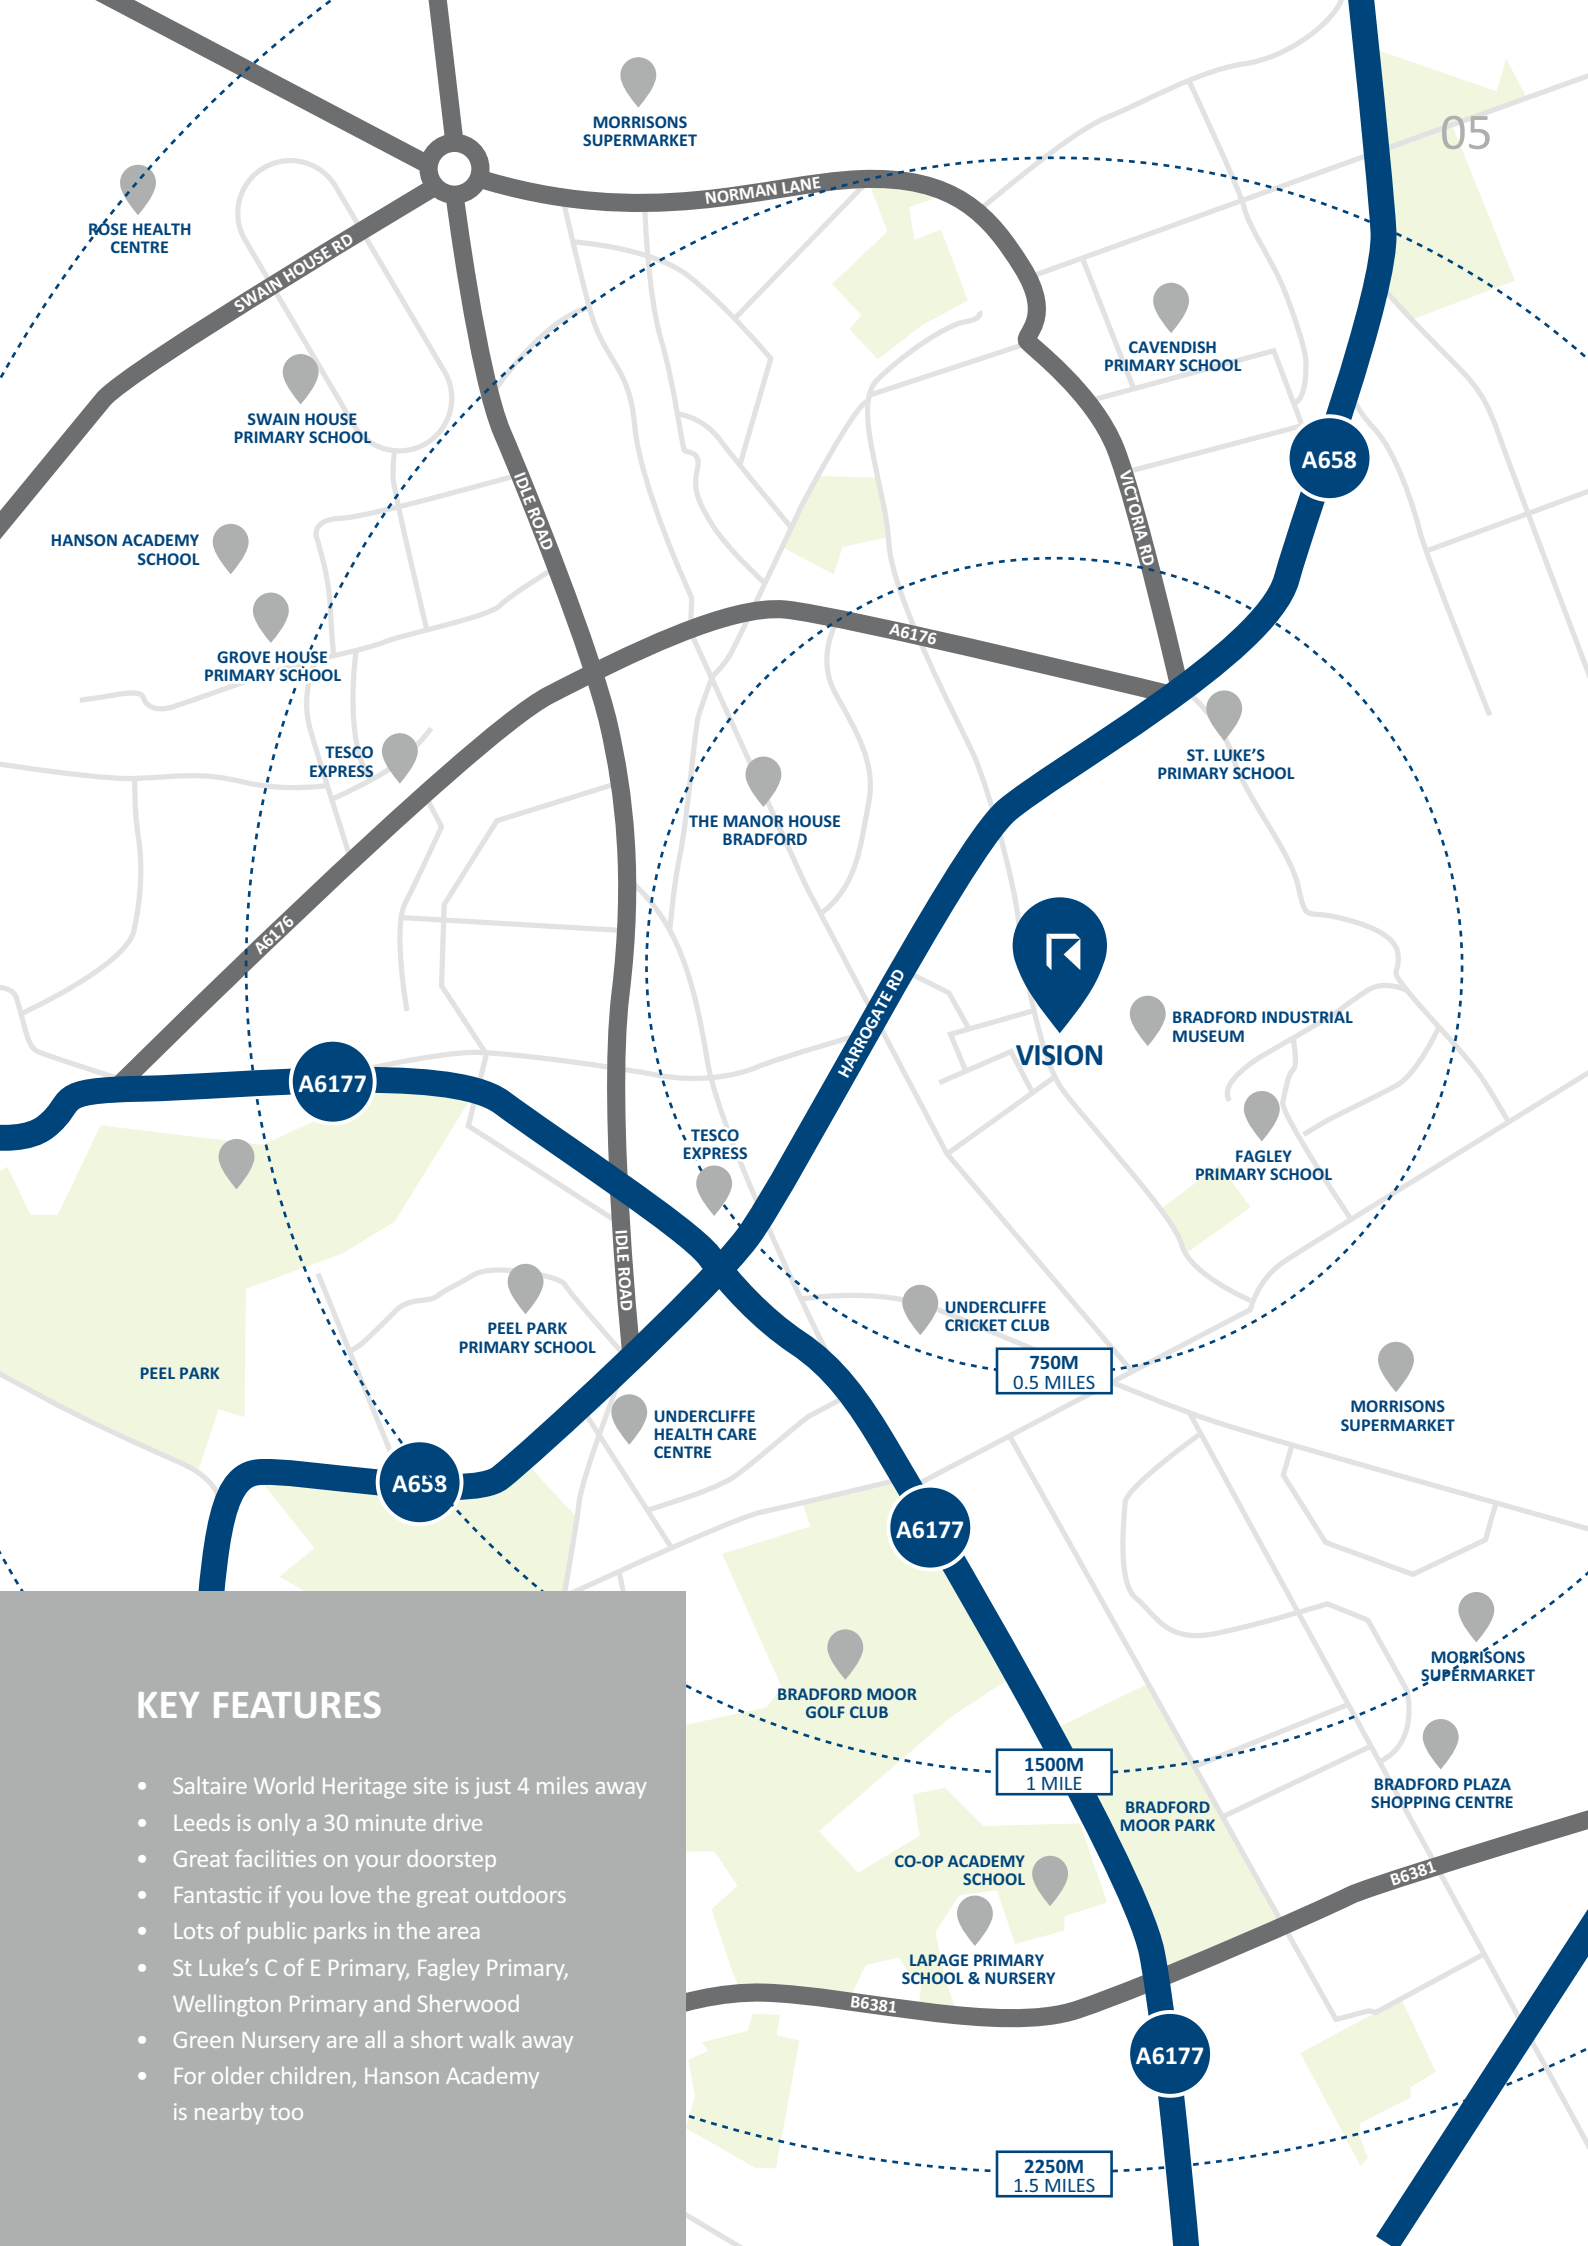 05
MORRISONS
SUPERMARKET
NORMAN LANE
ROSE HEALTH
CENTRE
SWAIN HOUSE RD
CAVENDISH
PRIMARY SCHOOL
SWAIN HOUSE
PRIMARY SCHOOL
A658
IDLE ROAD
VICTORIA RD
HANSON ACADEMY
SCHOOL
A6176
GROVE HOUSE
PRIMARY SCHOOL
TESCO
EXPRESS
ST. LUKE'S
PRIMARY SCHOOL
THE MANOR HOUSE
BRADFORD
A6176
HARROGATE RD
BRADFORD INDUSTRIAL
MUSEUM
VISION
A6177
TESCO
EXPRESS
FAGLEY
PRIMARY SCHOOL
IDLE ROAD
UNDERCLIFFE
CRICKET CLUB
PEEL PARK
PRIMARY SCHOOL
PEEL PARK
750M
0.5 MILES
MORRISONS
SUPERMARKET
UNDERCLIFFE
HEALTH CARE
CENTRE
A658
A6177
MORRISONS
SUPERMARKET
BRADFORD MOOR
GOLF CLUB
1500M
1 MILE
BRADFORD PLAZA
SHOPPING CENTRE
BRADFORD
MOOR PARK
CO-OP ACADEMY
SCHOOL
B6381
LAPAGE PRIMARY
SCHOOL & NURSERY
B6381
A6177
2250M
1.5 MILES
KEY FEATURES
• Saltaire World Heritage site is just 4 miles away
• Leeds is only a 30 minute drive
• Great facilities on your doorstep
• Fantastic if you love the great outdoors
• Lots of public parks in the area
• St Luke's C of E Primary, Fagley Primary,
Wellington Primary and Sherwood
• Green Nursery are all a short walk away
• For older children, Hanson Academy
is nearby too